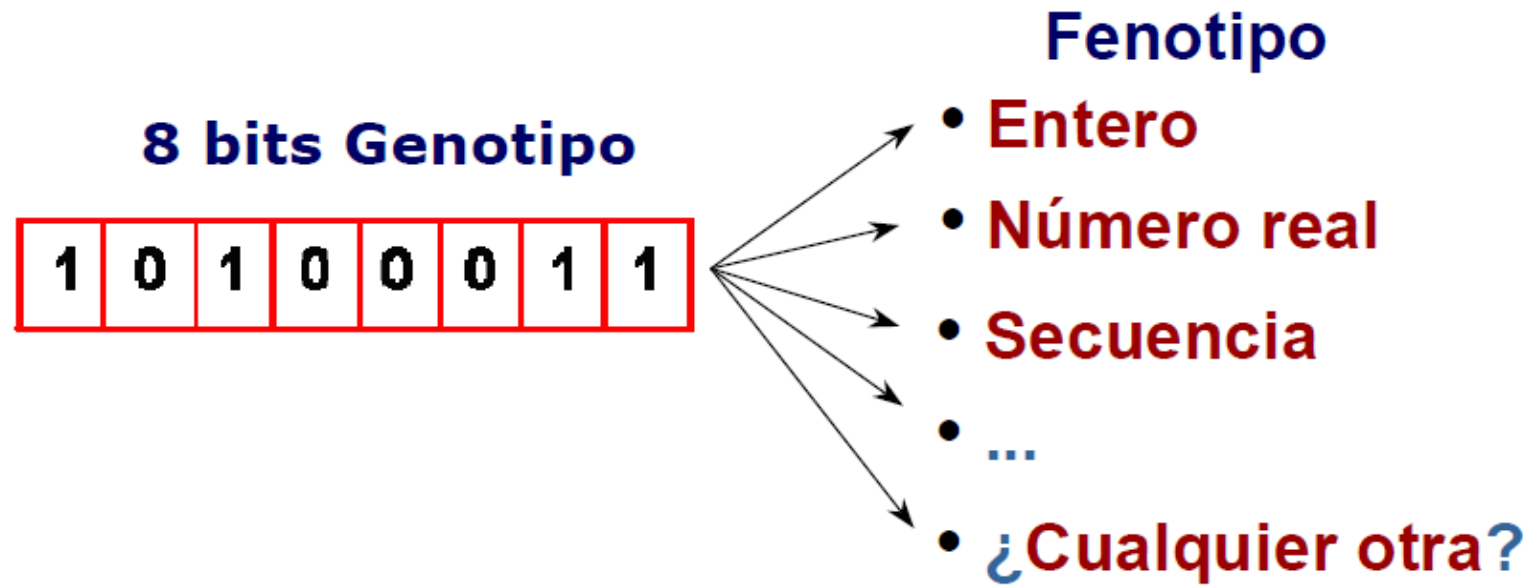 8 bits Genotipo
1 0 1 0 0 0 1 1
Fenotipo
• Entero
• Número real
• Secuencia
• ...
• ¿Cualquier otra?